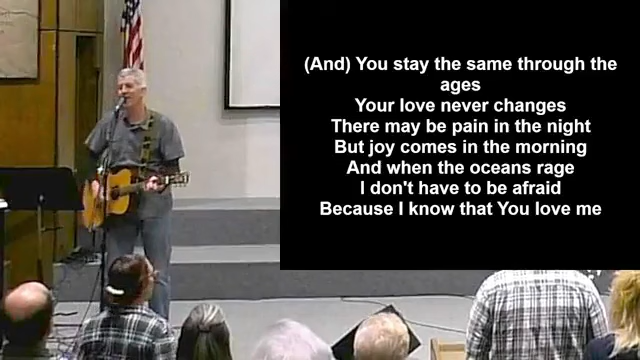 (And) You stay the same through the
ages
Your love never changes
There may be pain in the night
But joy comes in the morning
And when the oceans rage
I don't have to be afraid
Because I know that You love me